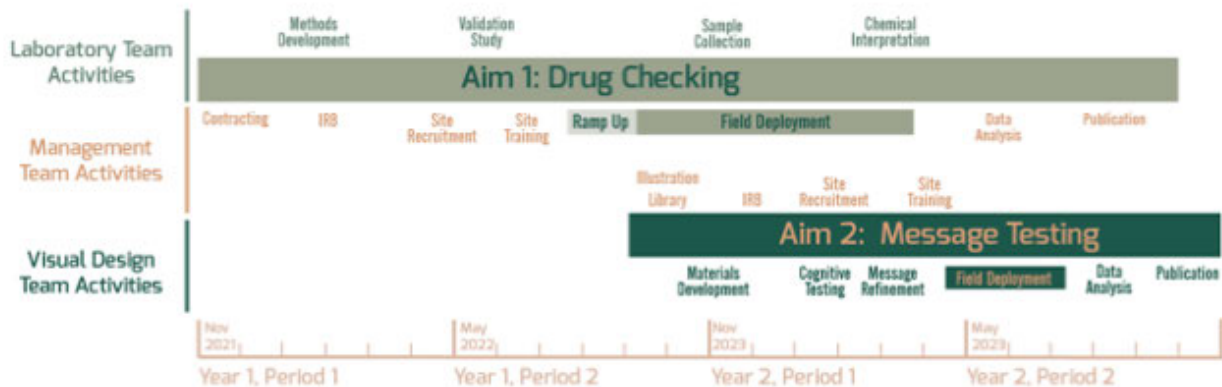 Laboratory Team
Activities
Methods
Development
Validation
Study
Sample
Collection
Chemical
Interpretation
Aim 1: Drug Checking
Management
Team Activities
Contracting
IRB
Site
Recruitment
Site
Training
Ramp Up
Field Deployment
Data
Analysis
Publication
Illustration
Library
IRB
Site
Recruitment
Site
Training
Aim 2: Message Testing
Visual Design
Team Activities
Materials
Development
Cognitive
Testing
Message
Refinement
Field Deployment
Data
Analysis
Publication
Nov
2021
May
2022
Nov
2023
May
2023
Year 1, Period 1
Year 1, Period 2
Year 2, Period 1
Year 2, Period 2